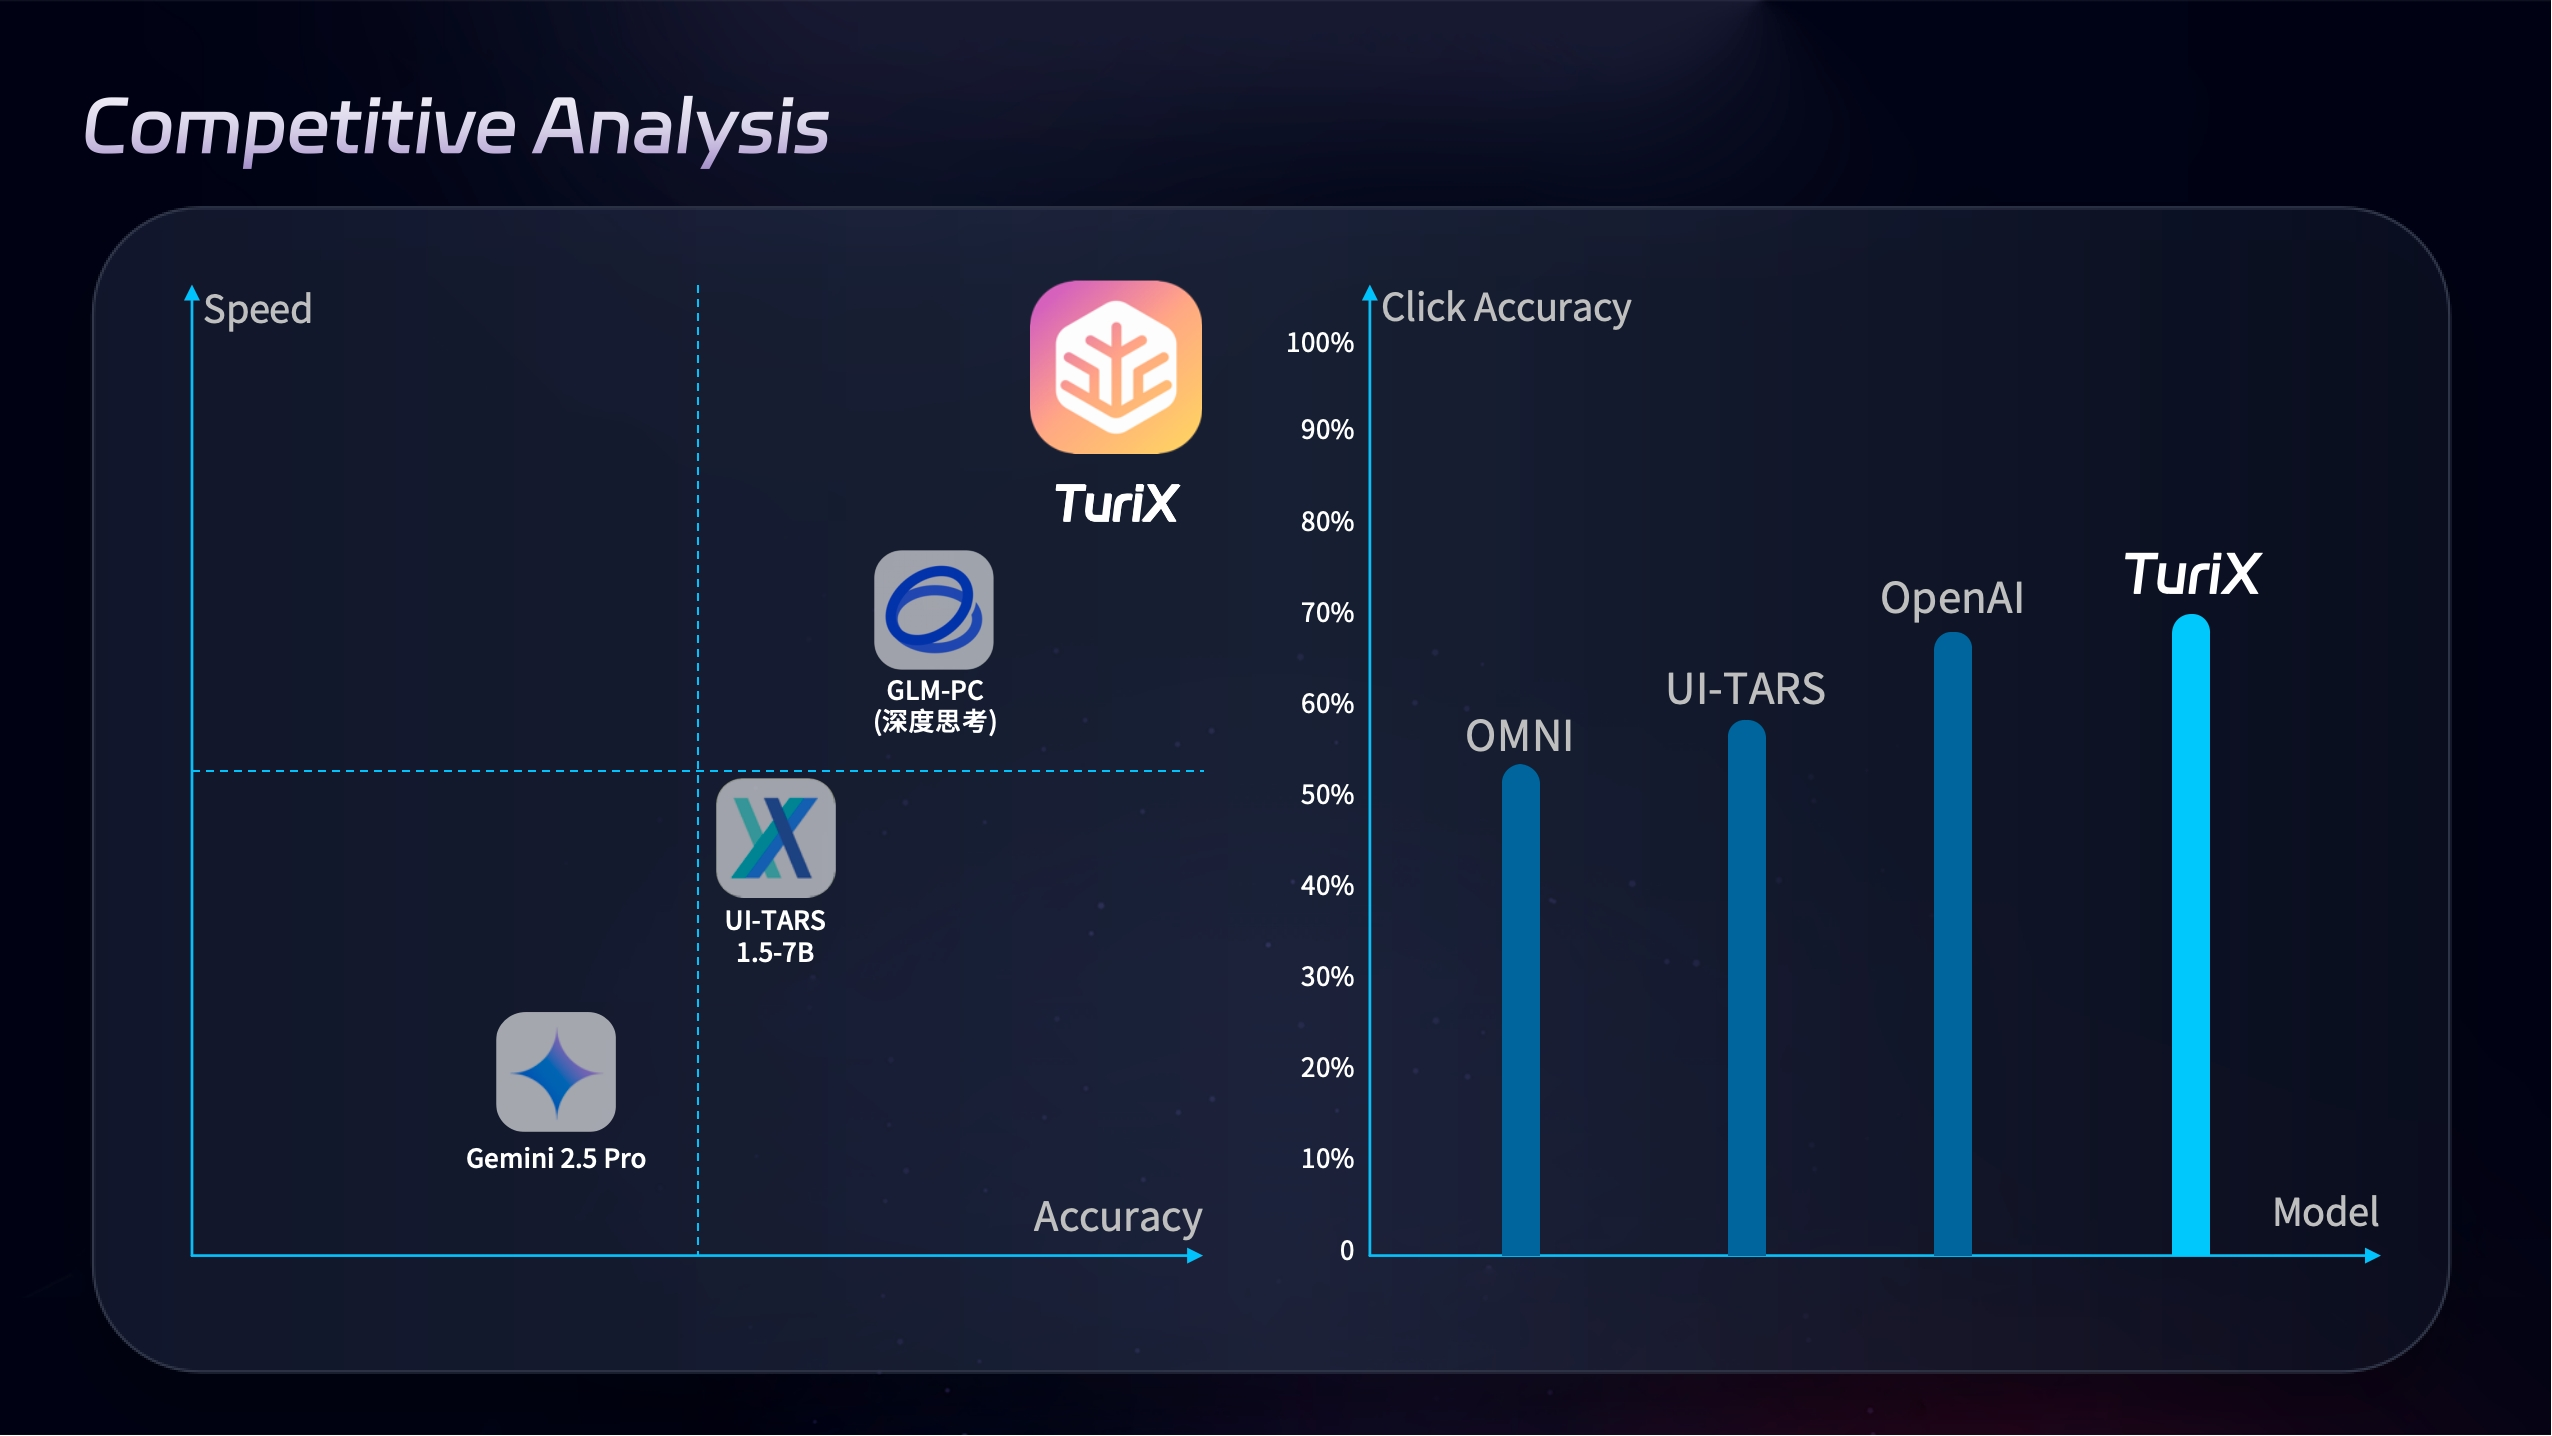 Competitive Analysis
Speed
TuriX
GLM-PC
(深度思考)
UI-TARS
1.5-7B
Gemini 2.5 Pro
Accuracy
Click Accuracy
100%
90%
80%
70%
60%
50%
40%
30%
20%
10%
0
OMNI
UI-TARS
OpenAI
TuriX
Model